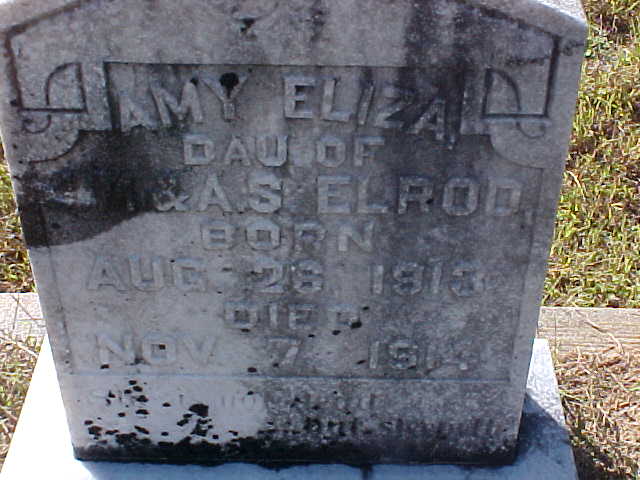 AMY ELIZA,
DAU. OF
& A.S. ELROD,
BORN
AUG. 28, 1913
DIED
NOV. 7, 1914